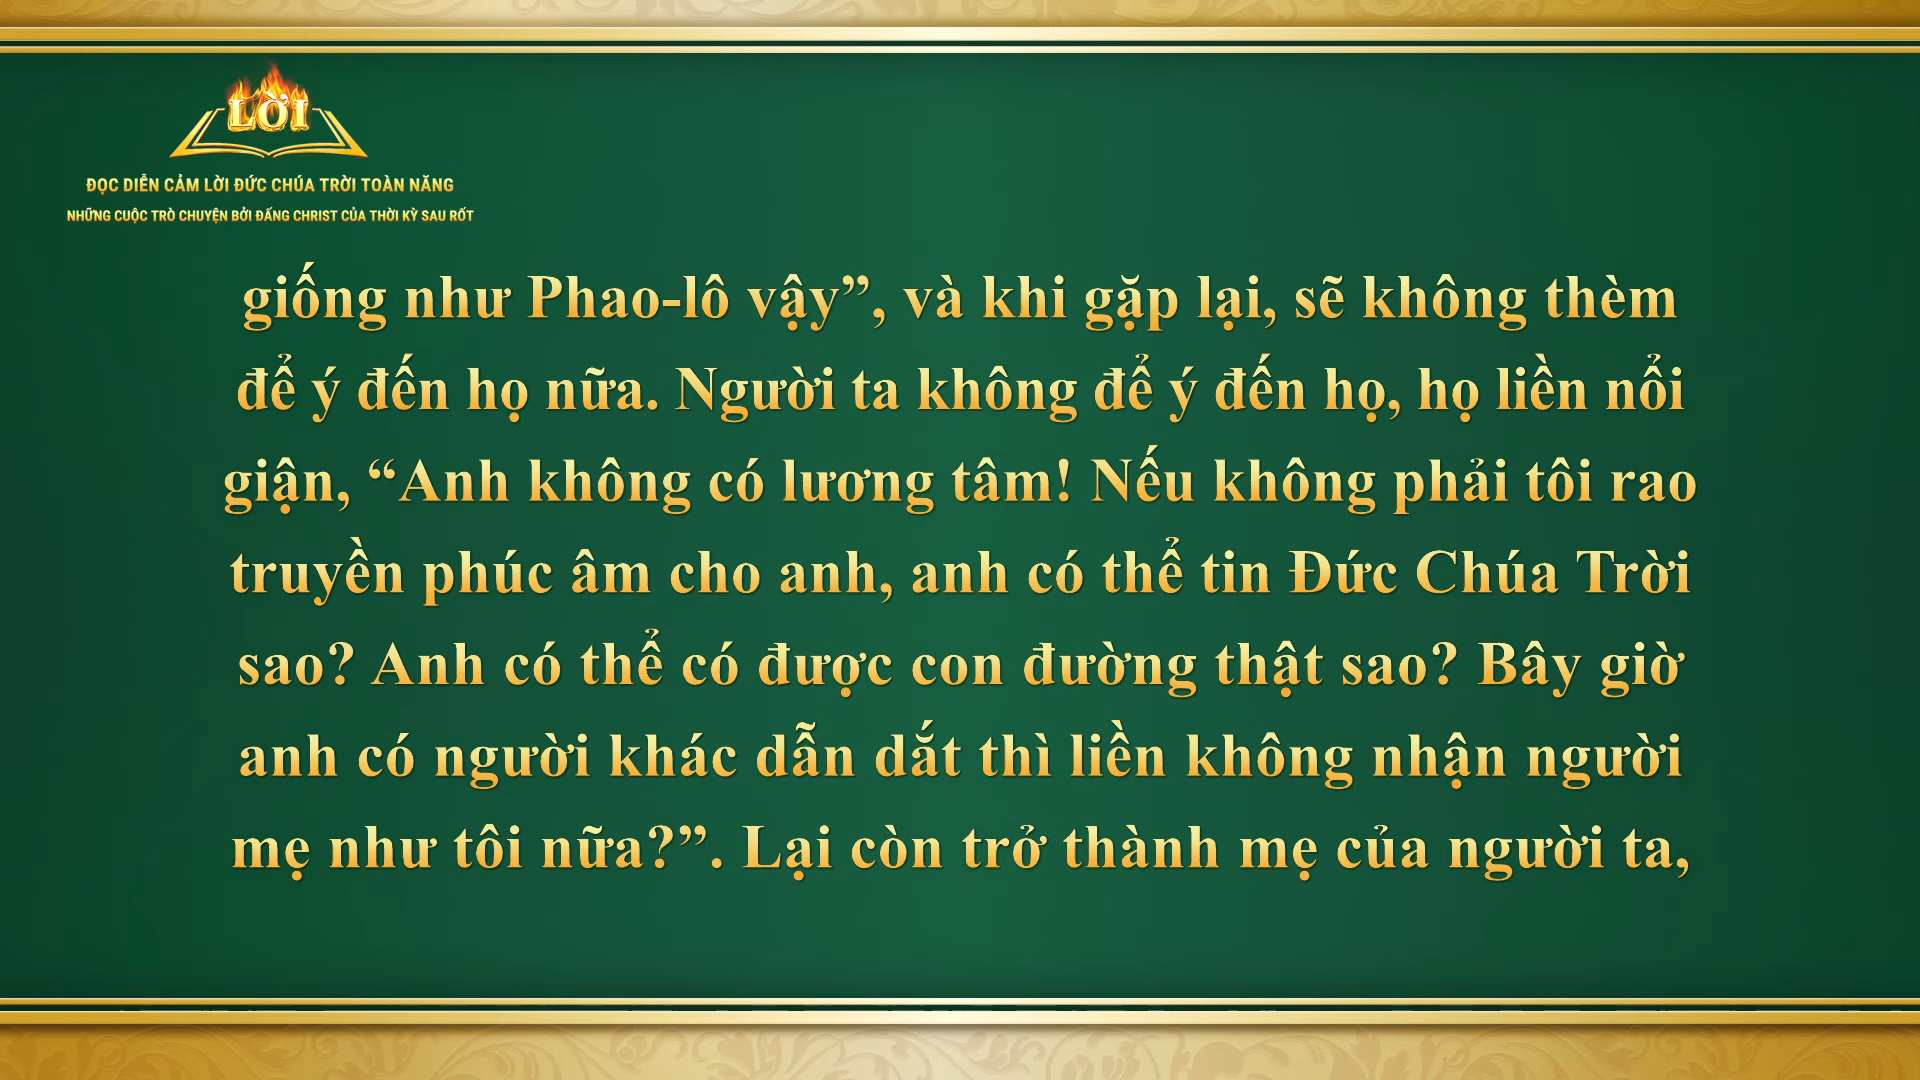 LỜI
ĐỌC DIỄN CẢM LỜI ĐỨC CHÚA TRỜI TOÀN NĂNG
NHỮNG CUỘC TRÒ CHUYỆN BỞI ĐẤNG CHRIST CỦA THỜI KỲ SAU RỐT
giống như Phao-lô vậy”, và khi gặp lại, sẽ không thèm
để ý đến họ nữa. Người ta không để ý đến họ, họ liền nổi
giận, “Anh không có lương tâm! Nếu không phải tôi rao
truyền phúc âm cho anh, anh có thể tin Đức Chúa Trời
sao? Anh có thể có được con đường thật sao? Bây giờ
anh có người khác dẫn dắt thì liền không nhận người
mẹ như tôi nữa?”. Lại còn trở thành mẹ của người ta,